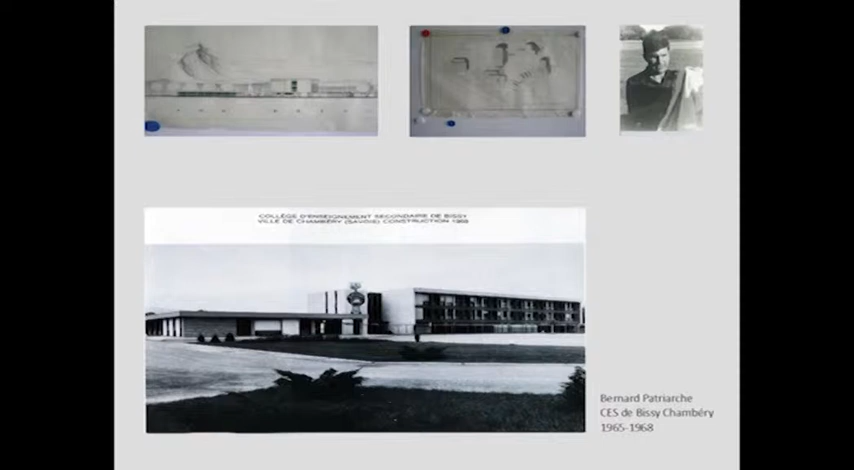 COLLÈGE D'ENSEIGNEMENT SECONDAIRE DE BISSY
VILLE DE CHAMBÉRY (SAVOIE) CONSTRUCTION 1968
Bernard Patriarche
CES de Bissy Chambéry
1965-1968